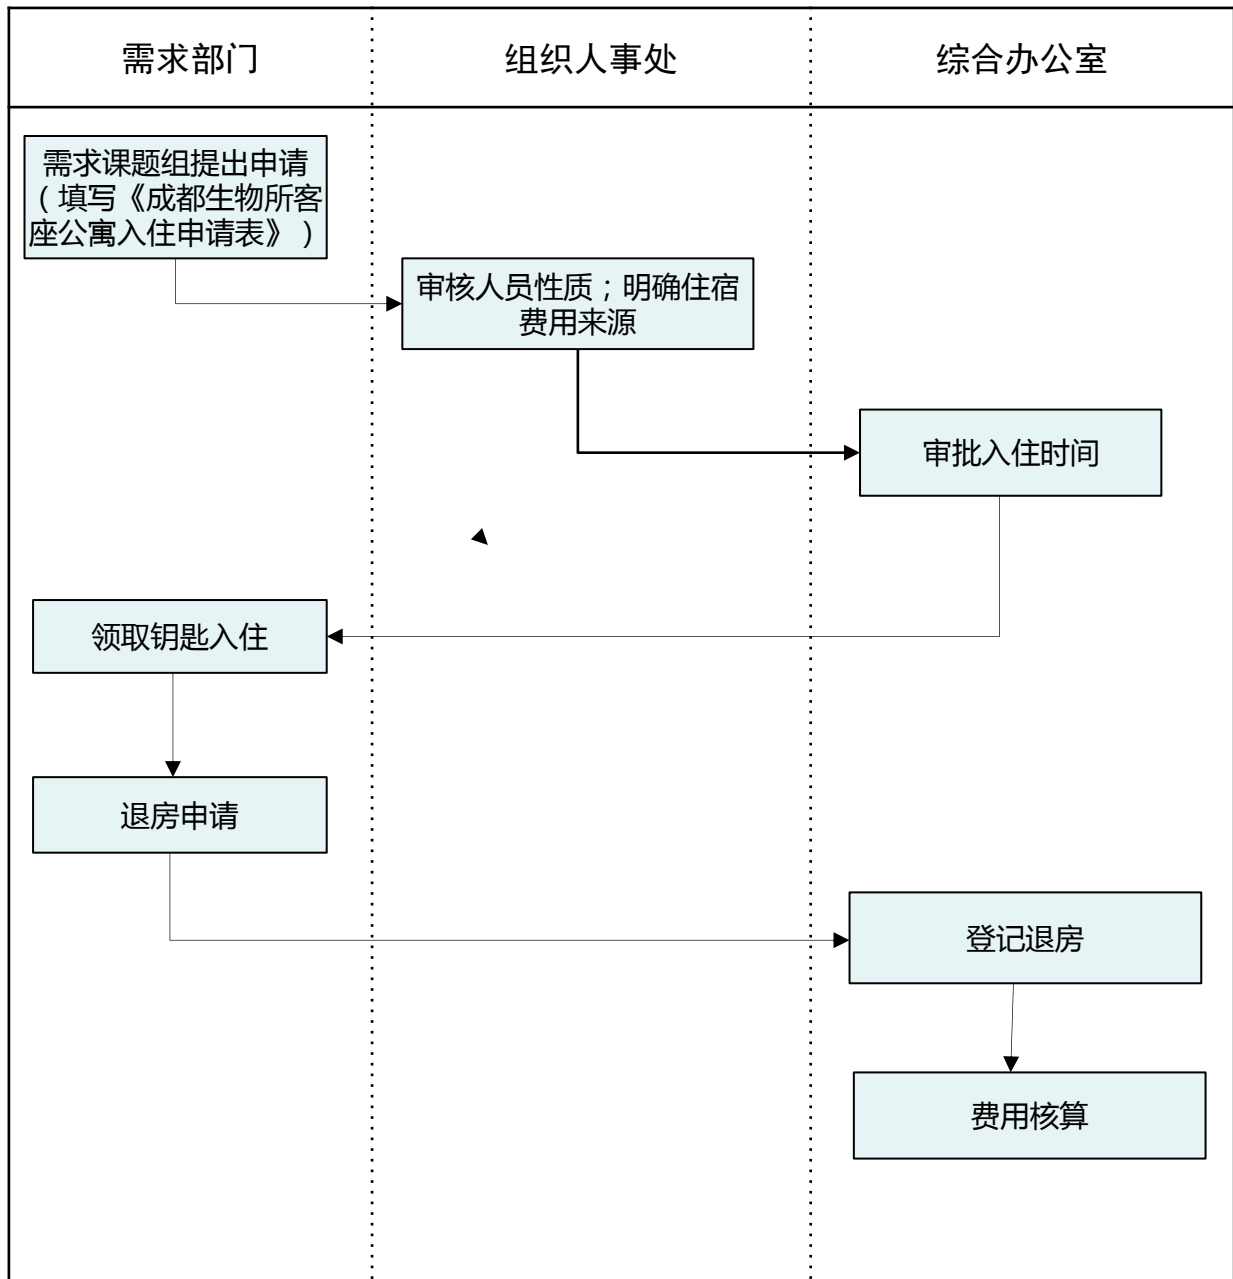 需求部门
组织人事处
综合办公室
需求课题组提出申请
（填写《成都生物所客
座公寓入住申请表》）
审核人员性质；明确住宿
费用来源
审批入住时间
领取钥匙入住
退房申请
登记退房
费用核算